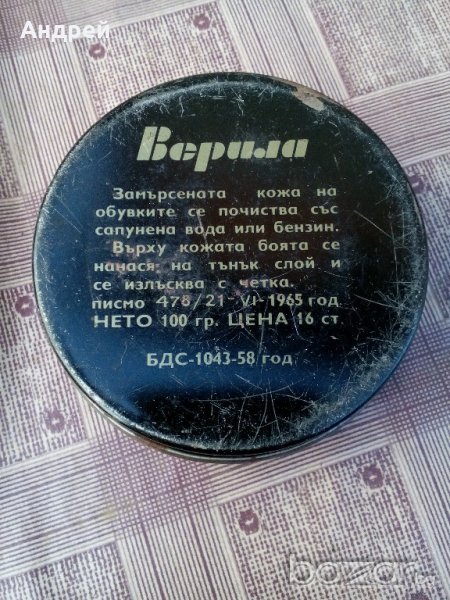 Андрей
Верила
Замърсената кожа на
обувките се почиства със
сапунена вода или бензин.
Върху кожата боята се
нанася на тънък слой и
се излъсква с четка.
писмо 478/21-VI-1965 год
НЕТО 100 гр. ЦЕНА 16 ст
БДС-1043-58 год
bazar